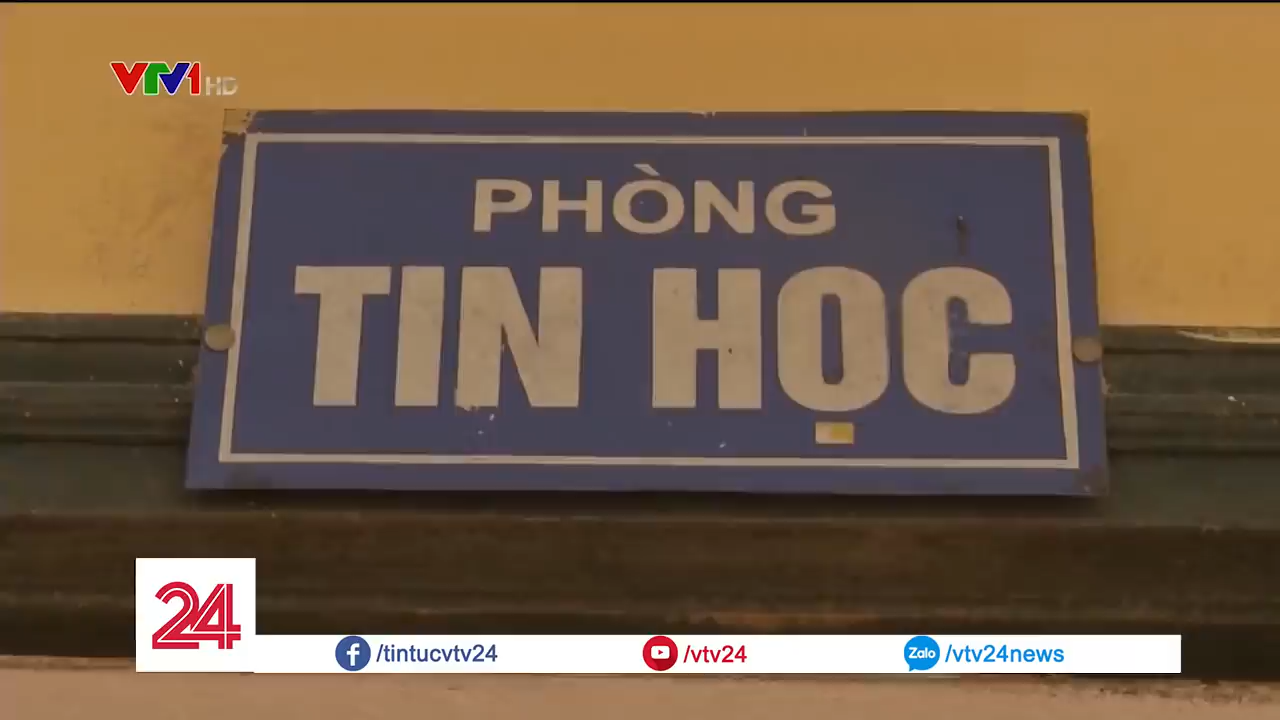 VTV1 HD
PHÒNG
TIN HỌC
24
/tintucvtv24
/vtv24
Zalo /vtv24news